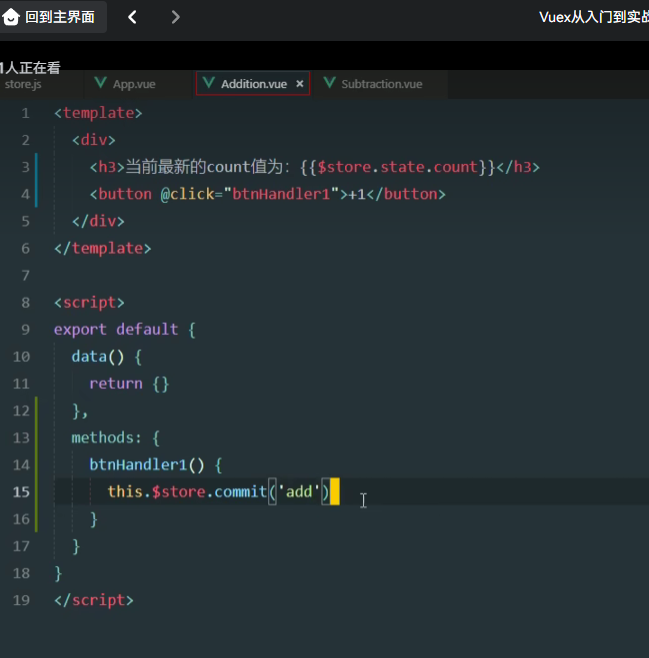 回到主界面
Vuex从入门到实战
1人正在看
store.js App.vue Addition.vue × Subtraction.vue
1 <template>
2 <div>
3 <h3>当前最新的count值为：{{$store.state.count}}</h3>
4 <button @click="btnHandler1">+1</button>
5 </div>
6 </template>
7
8 <script>
9 export default {
10 data() {
11 return {}
12 },
13 methods: {
14 btnHandler1() {
15 this.$store.commit('add')
16 }
17 }
18 }
19 </script>